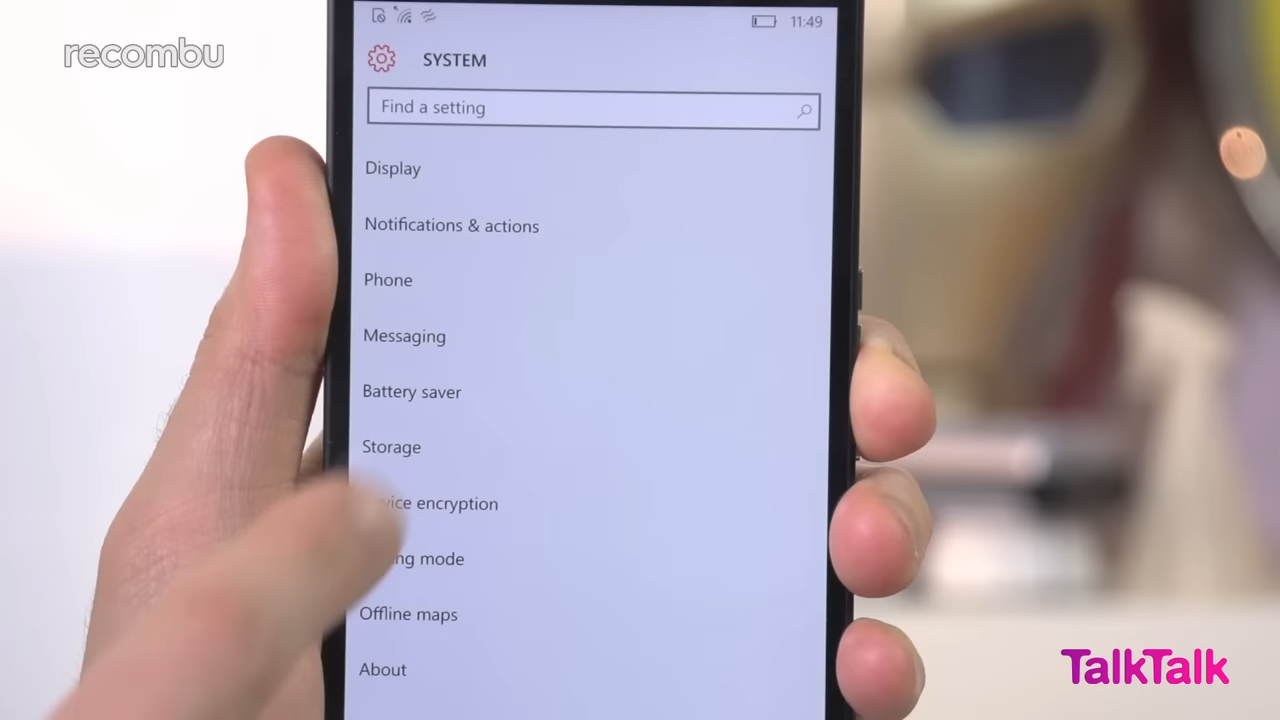 recombu
11:49
SYSTEM
Find a setting
Display
Notifications & actions
Phone
Messaging
Battery saver
Storage
vice encryption
ng mode
Offline maps
About
TalkTalk